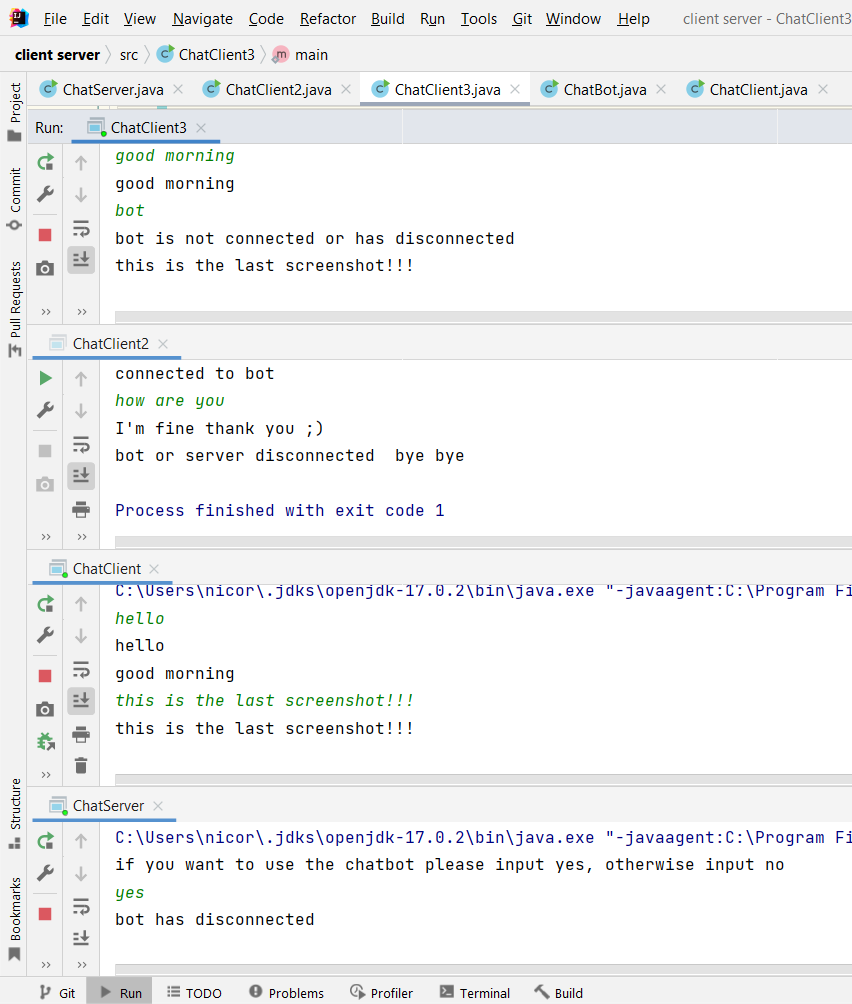 File Edit View Navigate Code Refactor Build Run Tools Git Window Help client server - ChatClient3
client server src ChatClient3 m main
Project
Commit
Pull Requests
Structure
Bookmarks
ChatServer.java ChatClient2.java ChatClient3.java ChatBot.java ChatClient.java
Run: ChatClient3
good morning
good morning
bot
bot is not connected or has disconnected
this is the last screenshot!!!
ChatClient2
connected to bot
how are you
I'm fine thank you ;)
bot or server disconnected  bye bye
Process finished with exit code 1
ChatClient
C:\Users\nicor\.jdks\openjdk-17.0.2\bin\java.exe "-javaagent:C:\Program Fi
hello
hello
good morning
this is the last screenshot!!!
this is the last screenshot!!!
ChatServer
C:\Users\nicor\.jdks\openjdk-17.0.2\bin\java.exe "-javaagent:C:\Program Fi
if you want to use the chatbot please input yes, otherwise input no
yes
bot has disconnected
Git Run TODO Problems Profiler Terminal Build